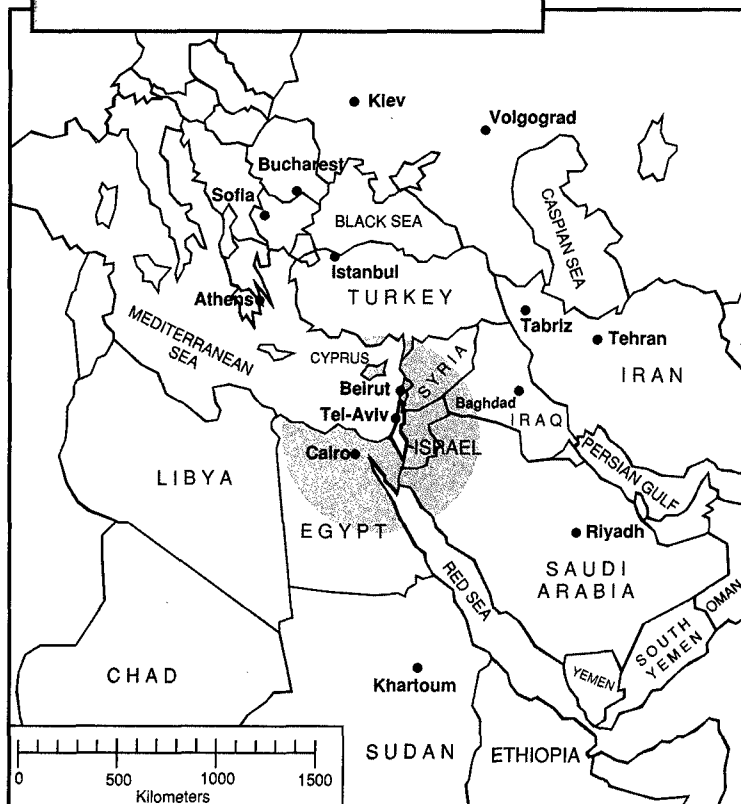 Kiev
Volgograd
Bucharest
Sofia
BLACK SEA
CASPIAN SEA
Istanbul
TURKEY
Athens
Tabriz
Tehran
MEDITERRANEAN
SEA
CYPRUS
SYRIA
IRAN
Beirut
Baghdad
Tel-Aviv
IRAQ
Cairo
ISRAEL
PERSIAN GULF
LIBYA
EGYPT
Riyadh
RED SEA
SAUDI
ARABIA
OMAN
SOUTH
YEMEN
YEMEN
CHAD
Khartoum
SUDAN
ETHIOPIA
0 500 1000 1500
Kilometers